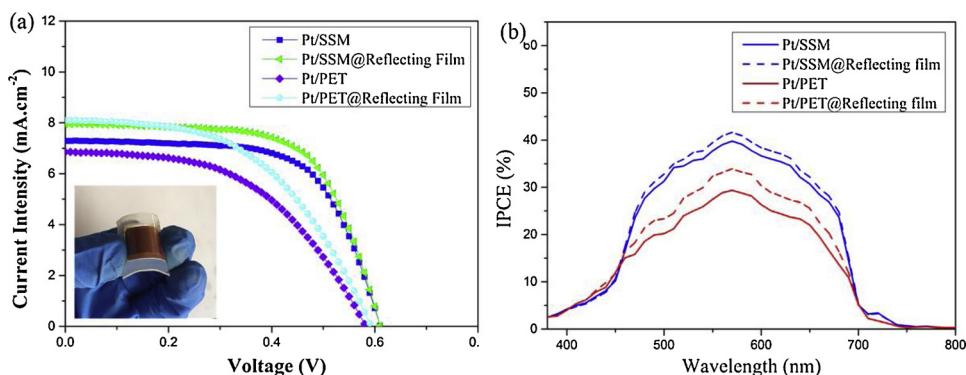 (a)
12
10
8
6
4
2
0
Current Intensity (mA.cm⁻²)
Pt/SSM
Pt/SSM@Reflecting Film
Pt/PET
Pt/PET@Reflecting Film
0.0
0.2
0.4
0.6
0.
Voltage (V)
(b)
60
50
40
30
20
10
0
IPCE (%)
Pt/SSM
Pt/SSM@Reflecting film
Pt/PET
Pt/PET@Reflecting film
400
500
600
700
800
Wavelength (nm)